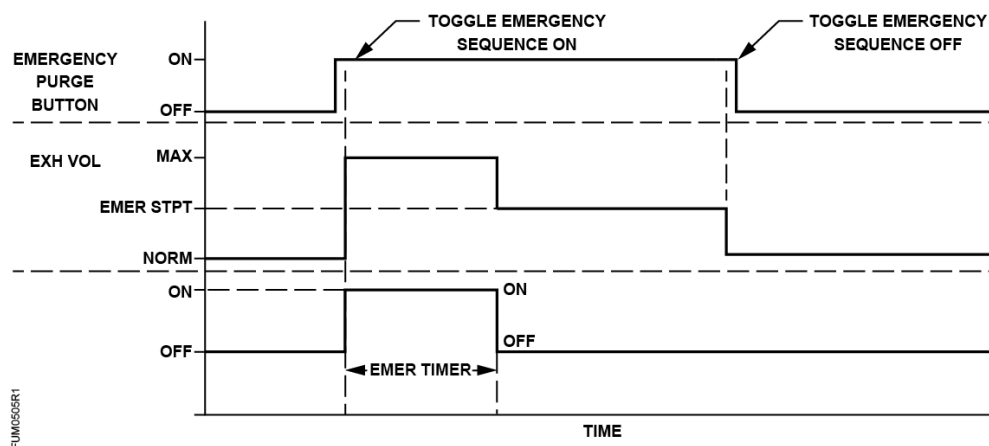 TOGGLE EMERGENCY
SEQUENCE ON
TOGGLE EMERGENCY
SEQUENCE OFF
EMERGENCY
PURGE
BUTTON
ON
OFF
EXH VOL
MAX
EMER STPT
NORM
ON
ON
OFF
OFF
EMER TIMER
TIME
FUM0505R1